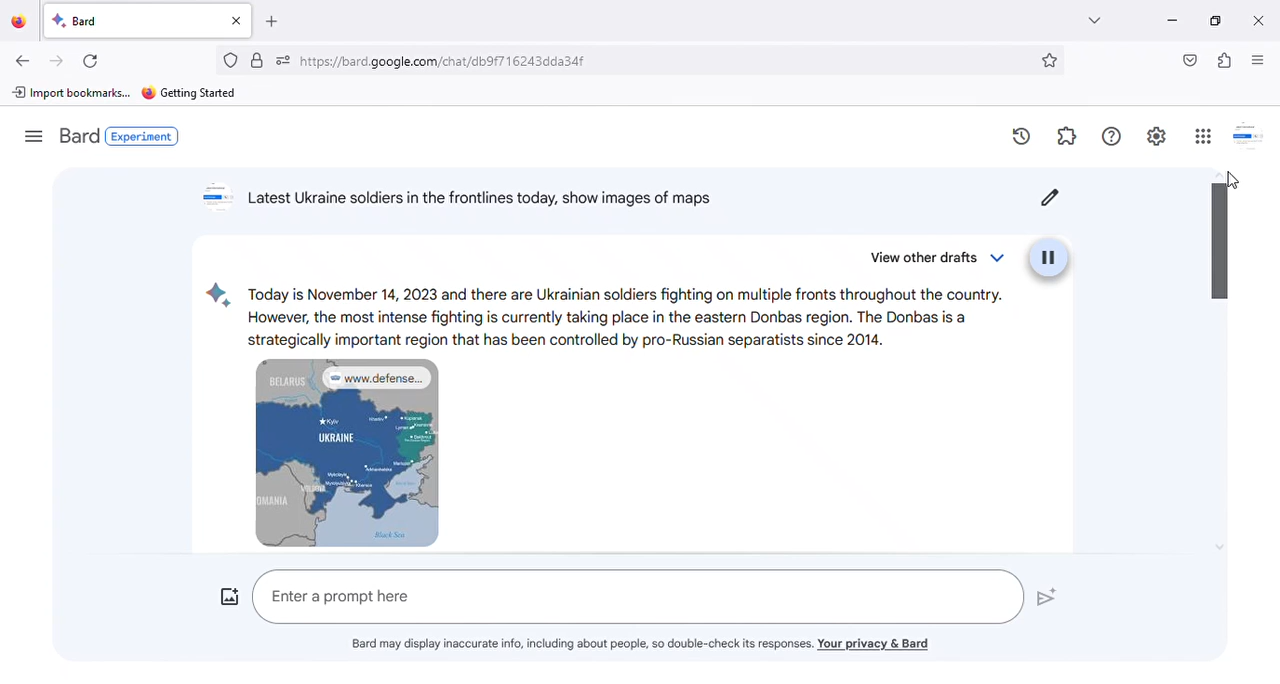 Bard
https://bard.google.com/chat/db9f716243dda34f
Import bookmarks... Getting Started
Bard Experiment
Latest Ukraine soldiers in the frontlines today, show images of maps
View other drafts
Today is November 14, 2023 and there are Ukrainian soldiers fighting on multiple fronts throughout the country.
However, the most intense fighting is currently taking place in the eastern Donbas region. The Donbas is a
strategically important region that has been controlled by pro-Russian separatists since 2014.
www.defense...
BELARUS
Kyiv
UKRAINE
OMANIA
Black Sea
Enter a prompt here
Bard may display inaccurate info, including about people, so double-check its responses. Your privacy & Bard